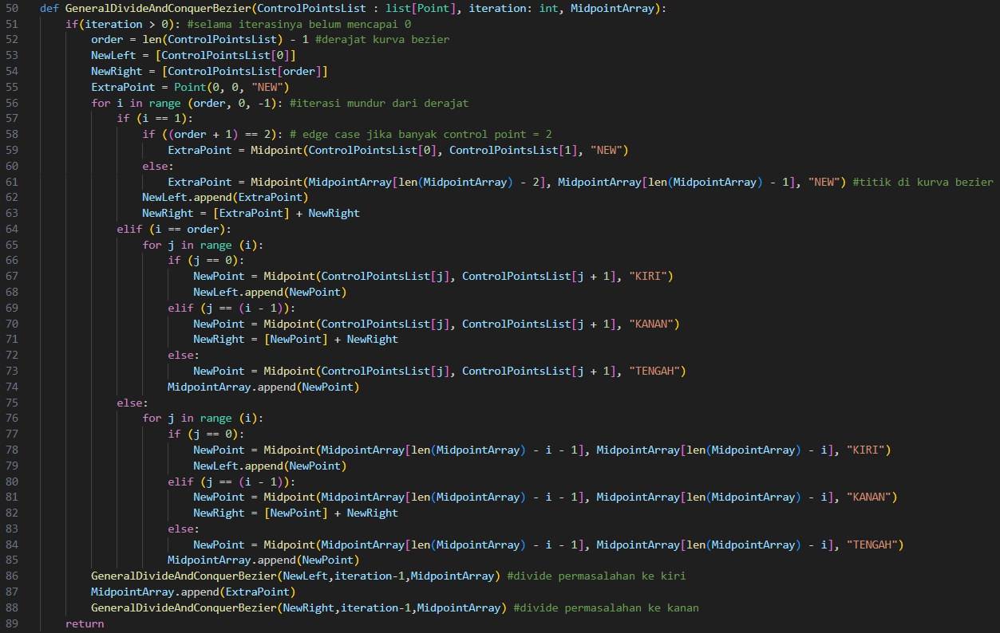 50 def GeneralDivideAndConquerBezier(ControlPointsList : list[Point], iteration: int, MidpointArray):
51 if(iteration > 0): #selama iterasinya belum mencapai 0
52 order = len(ControlPointsList) - 1 #derajat kurva bezier
53 NewLeft = [ControlPointsList[0]]
54 NewRight = [ControlPointsList[order]]
55 ExtraPoint = Point(0, 0, "NEW")
56 for i in range (order, 0, -1): #iterasi mundur dari derajat
57 if (i == 1):
58 if ((order + 1) == 2): # edge case jika banyak control point = 2
59 ExtraPoint = Midpoint(ControlPointsList[0], ControlPointsList[1], "NEW")
60 else:
61 ExtraPoint = Midpoint(MidpointArray[len(MidpointArray) - 2], MidpointArray[len(MidpointArray) - 1], "NEW") #titik di kurva bezier
62 NewLeft.append(ExtraPoint)
63 NewRight = [ExtraPoint] + NewRight
64 elif (i == order):
65 for j in range (i):
66 if (j == 0):
67 NewPoint = Midpoint(ControlPointsList[j], ControlPointsList[j + 1], "KIRI")
68 NewLeft.append(NewPoint)
69 elif (j == (i - 1)):
70 NewPoint = Midpoint(ControlPointsList[j], ControlPointsList[j + 1], "KANAN")
71 NewRight = [NewPoint] + NewRight
72 else:
73 NewPoint = Midpoint(ControlPointsList[j], ControlPointsList[j + 1], "TENGAH")
74 MidpointArray.append(NewPoint)
75 else:
76 for j in range (i):
77 if (j == 0):
78 NewPoint = Midpoint(MidpointArray[len(MidpointArray) - i - 1], MidpointArray[len(MidpointArray) - i], "KIRI")
79 NewLeft.append(NewPoint)
80 elif (j == (i - 1)):
81 NewPoint = Midpoint(MidpointArray[len(MidpointArray) - i - 1], MidpointArray[len(MidpointArray) - i], "KANAN")
82 NewRight = [NewPoint] + NewRight
83 else:
84 NewPoint = Midpoint(MidpointArray[len(MidpointArray) - i - 1], MidpointArray[len(MidpointArray) - i], "TENGAH")
85 MidpointArray.append(NewPoint)
86 GeneralDivideAndConquerBezier(NewLeft,iteration-1,MidpointArray) #divide permasalahan ke kiri
87 MidpointArray.append(ExtraPoint)
88 GeneralDivideAndConquerBezier(NewRight,iteration-1,MidpointArray) #divide permasalahan ke kanan
89 return